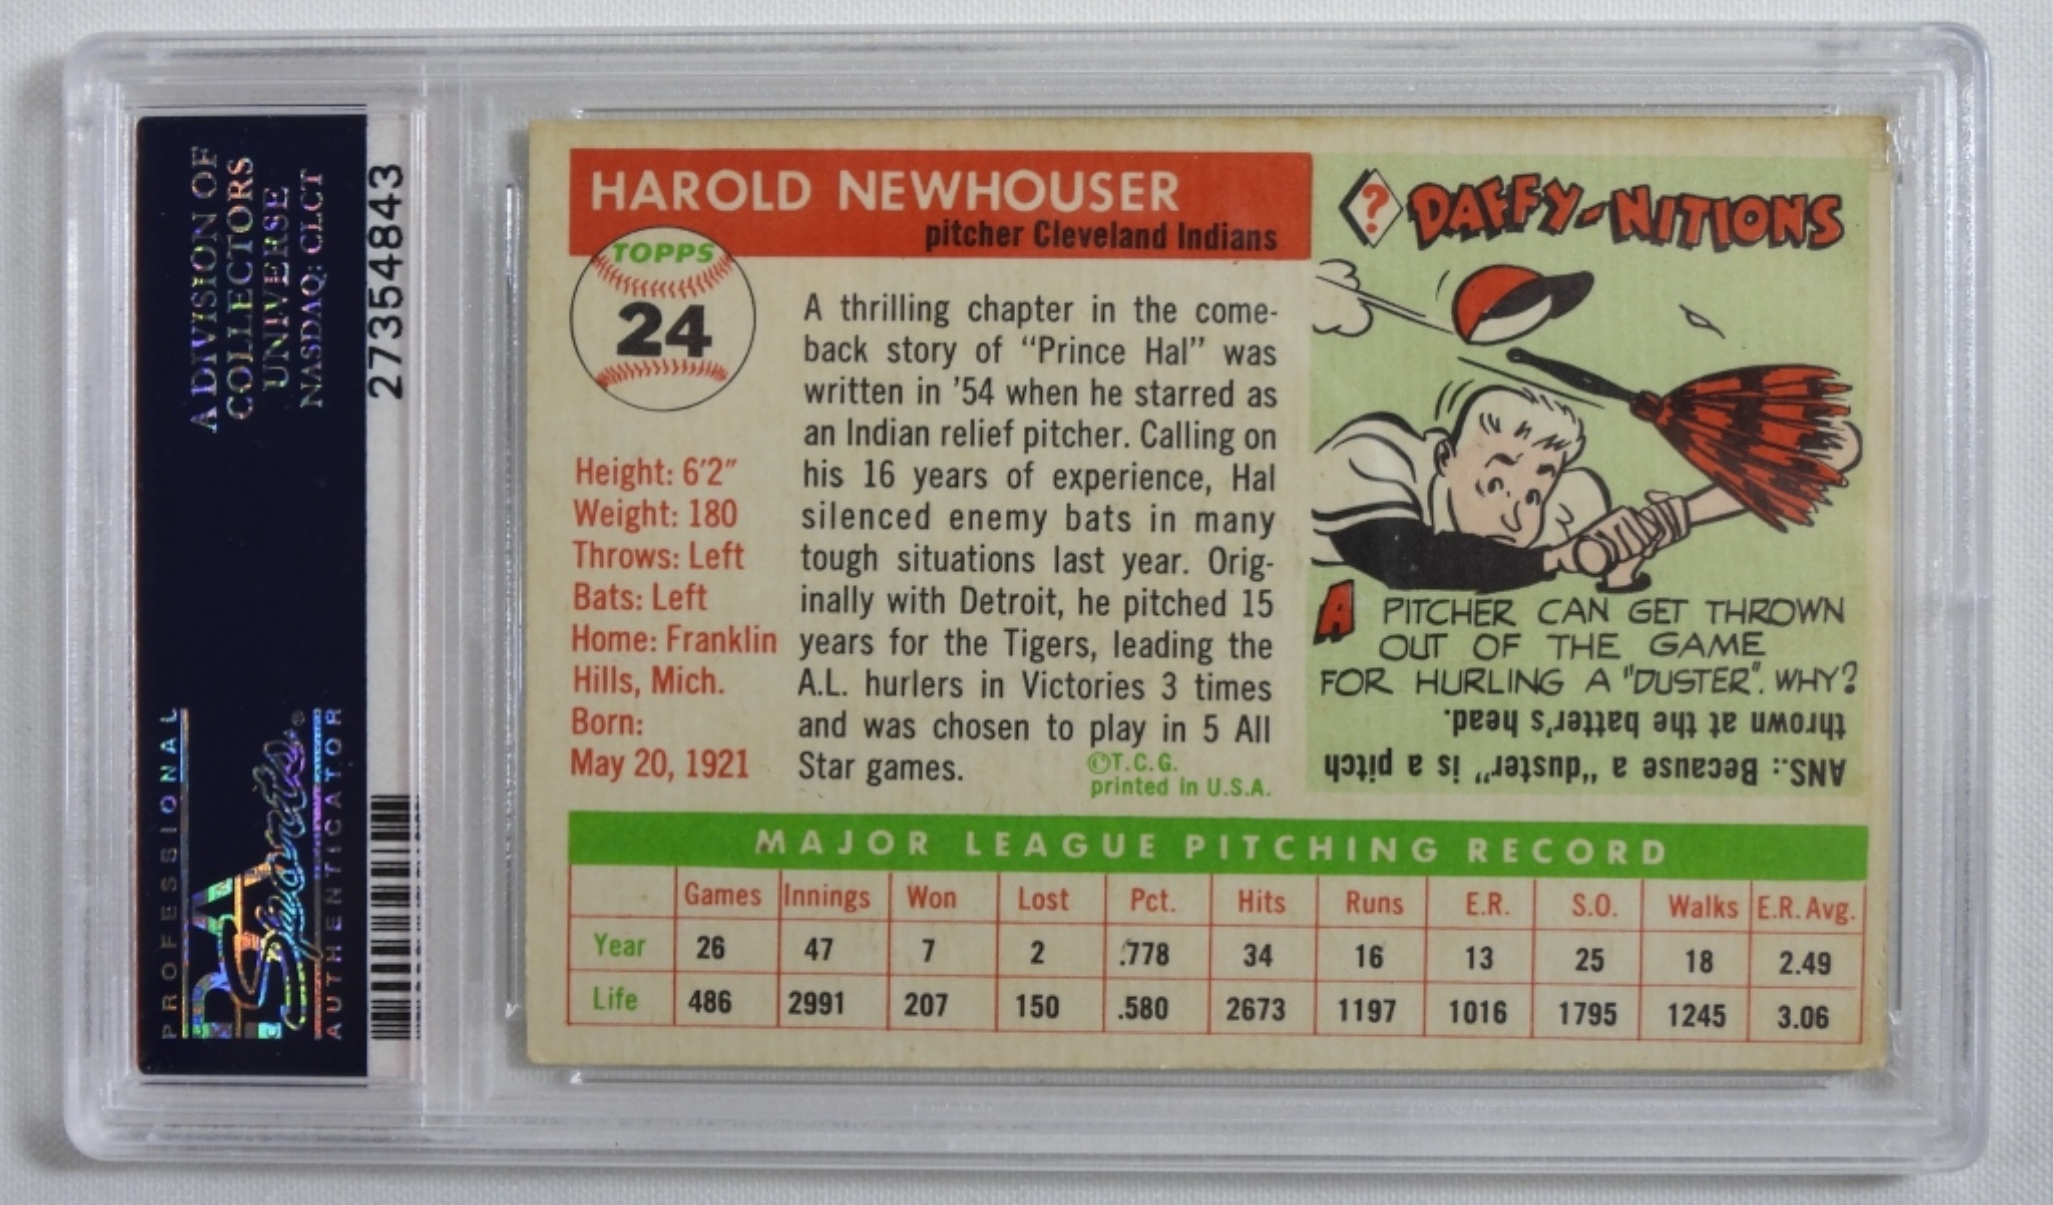 A DIVISION OF
COLLECTORS
UNIVERSE
NASDAQ: CLCT
27354843
PROFESSIONAL
PSA
AUTHENTICATOR
HAROLD NEWHOUSER
pitcher Cleveland Indians
TOPPS
24
Height: 6'2"
Weight: 180
Throws: Left
Bats: Left
Home: Franklin
Hills, Mich.
Born:
May 20, 1921
A thrilling chapter in the come-
back story of “Prince Hal” was
written in ’54 when he starred as
an Indian relief pitcher. Calling on
his 16 years of experience, Hal
silenced enemy bats in many
tough situations last year. Orig-
inally with Detroit, he pitched 15
years for the Tigers, leading the
A.L. hurlers in Victories 3 times
and was chosen to play in 5 All
Star games.
©T.C.G.
printed in U.S.A.
? DAFFY-NITIONS
A PITCHER CAN GET THROWN
OUT OF THE GAME
FOR HURLING A "DUSTER". WHY?
ANS.: Because a "duster" is a pitch
thrown at the batter's head.
MAJOR LEAGUE PITCHING RECORD
Games Innings Won Lost Pct. Hits Runs E.R. S.O. Walks E.R. Avg.
Year 26 47 7 2 .778 34 16 13 25 18 2.49
Life 486 2991 207 150 .580 2673 1197 1016 1795 1245 3.06